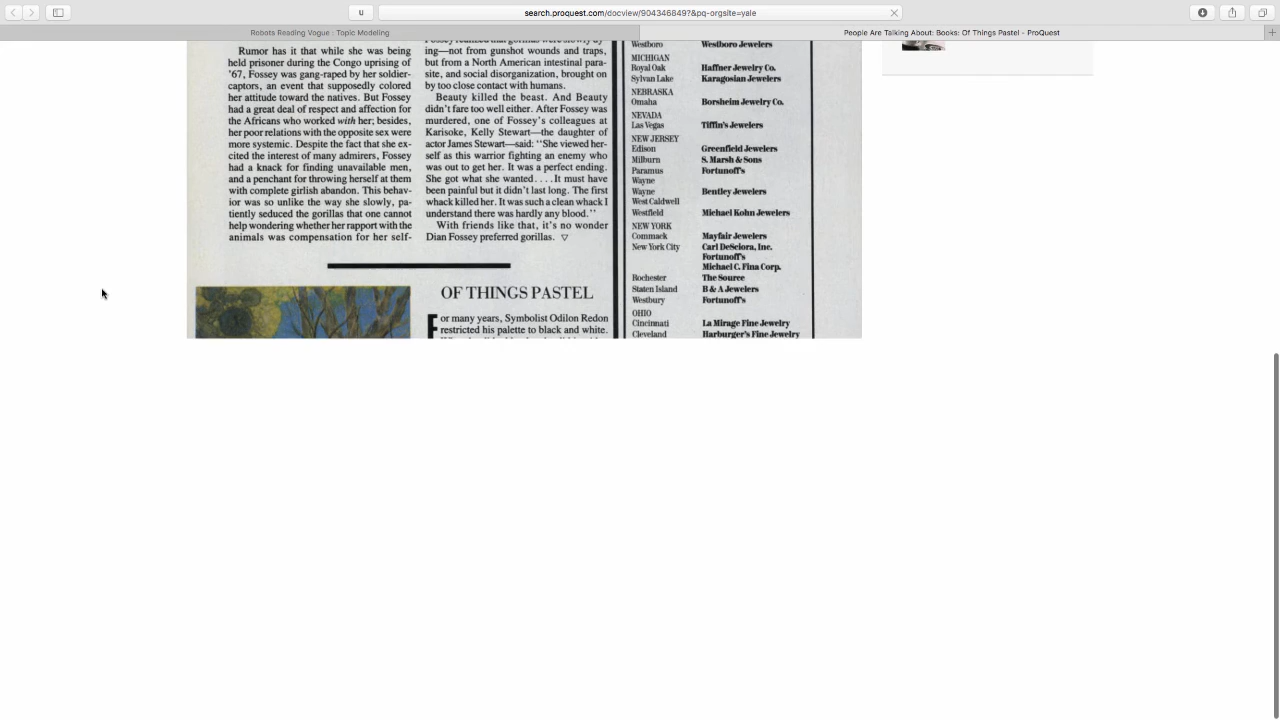 U
search.proquest.com/docview/904346849?&pq-orgsite=yale
Robots Reading Vogue : Topic Modeling
People Are Talking About: Books: Of Things Pastel - ProQuest
Rumor has it that while she was being
held prisoner during the Congo uprising of
'67, Fossey was gang-raped by her soldier-
captors, an event that supposedly colored
her attitude toward the natives. But Fossey
had a great deal of respect and affection for
the Africans who worked with her; besides,
her poor relations with the opposite sex were
more systemic. Despite the fact that she ex-
cited the interest of many admirers, Fossey
had a knack for finding unavailable men,
and a penchant for throwing herself at them
with complete girlish abandon. This behav-
ior was so unlike the way she slowly, pa-
tiently seduced the gorillas that one cannot
help wondering whether her rapport with the
animals was compensation for her self-
Fossey realized that gorillas were slowly dy-
ing—not from gunshot wounds and traps,
but from a North American intestinal para-
site, and social disorganization, brought on
by too close contact with humans.
Beauty killed the beast. And Beauty
didn't fare too well either. After Fossey was
murdered, one of Fossey's colleagues at
Karisoke, Kelly Stewart—the daughter of
actor James Stewart—said: "She viewed her-
self as this warrior fighting an enemy who
was out to get her. It was a perfect ending.
She got what she wanted. . . . It must have
been painful but it didn't last long. The first
whack killed her. It was such a clean whack I
understand there was hardly any blood."
With friends like that, it's no wonder
Dian Fossey preferred gorillas. ▽
OF THINGS PASTEL
For many years, Symbolist Odilon Redon
restricted his palette to black and white.
Westboro Westboro Jewelers
MICHIGAN
Royal Oak Haffner Jewelry Co.
Sylvan Lake Karagosian Jewelers
NEBRASKA
Omaha Borsheim Jewelry Co.
NEVADA
Las Vegas Tiffin's Jewelers
NEW JERSEY
Edison Greenfield Jewelers
Milburn S. Marsh & Sons
Paramus Fortunoff's
Wayne
Wayne Bentley Jewelers
West Caldwell
Westfield Michael Kohn Jewelers
NEW YORK
Commack Mayfair Jewelers
New York City Carl DeSciora, Inc.
Fortunoff's
Michael C. Fina Corp.
Rochester The Source
Staten Island B & A Jewelers
Westbury Fortunoff's
OHIO
Cincinnati La Mirage Fine Jewelry
Cleveland Harburger's Fine Jewelry